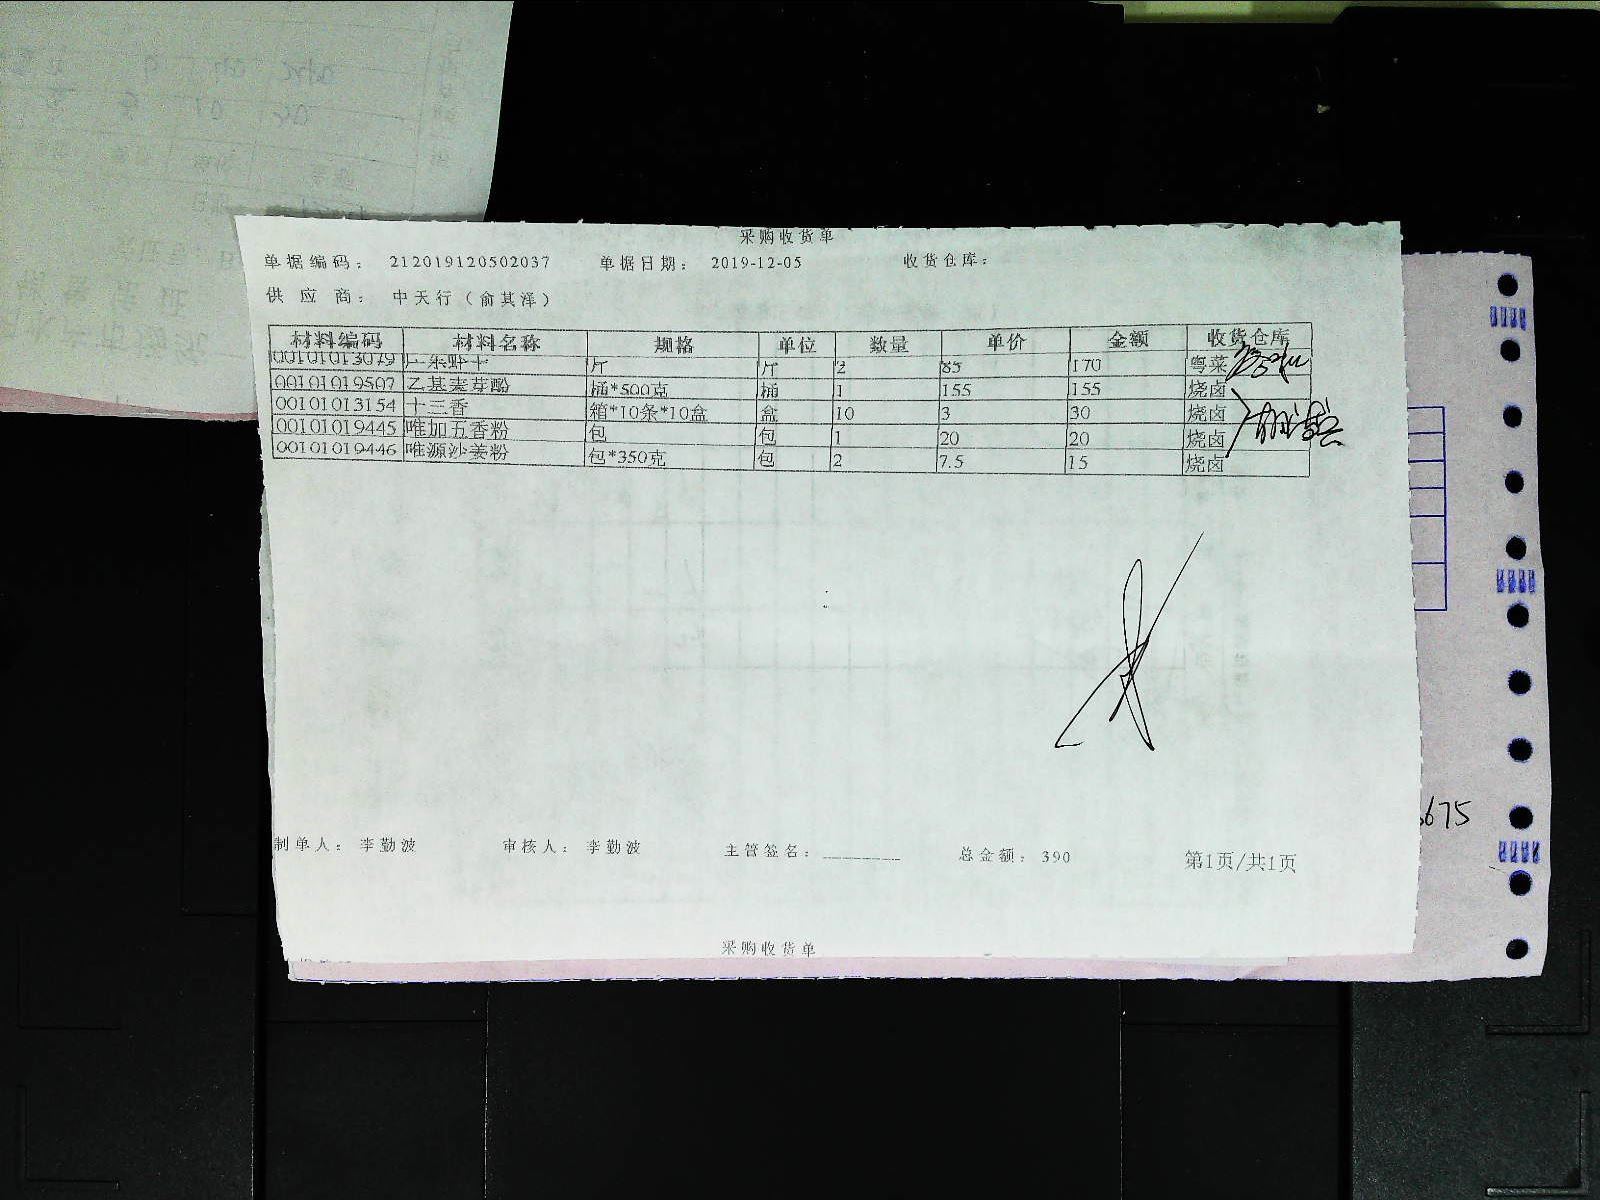 采购收货单
单据编码： 212019120502037 单据日期： 2019-12-05 收货仓库：
供 应 商： 中天行（俞其泽）
材料编码 材料名称 规格 单位 数量 单价 金额 收货仓库
00101013079 斤 斤 2 85 170 粤菜
00101019507 乙基麦芽酚 桶*500克 桶 1 155 155 烧卤
00101013154 十三香 箱*10条*10盒 盒 10 3 30 烧卤
00101019445 唯加五香粉 包 包 1 20 20 烧卤
00101019446 唯源沙姜粉 包*350克 包 2 7.5 15 烧卤
制单人： 李勤波 审核人： 李勤波 主管签名： 总金额： 390 第1页/共1页
采购收货单
675